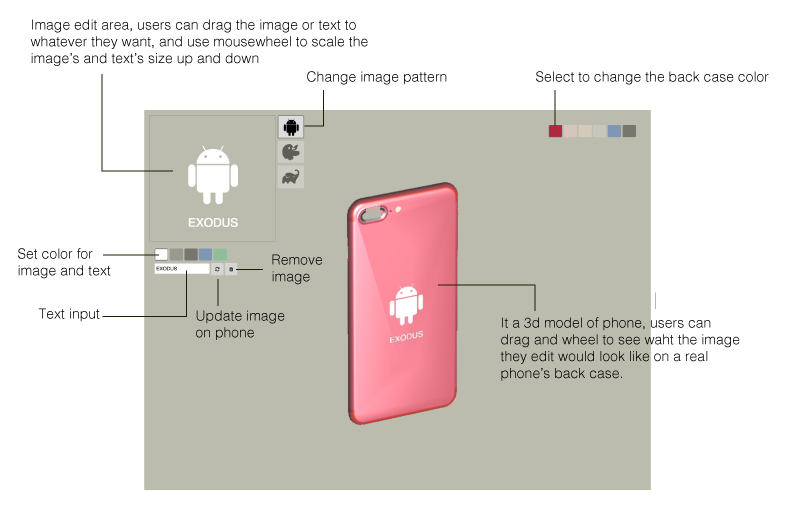 Image edit area, users can drag the image or text to
whatever they want, and use mousewheel to scale the
image's and text's size up and down
Change image pattern
Select to change the back case color
EXODUS
Set color for
image and text
EXODUS
Remove
image
Text input
Update image
on phone
EXODUS
It a 3d model of phone, users can
drag and wheel to see waht the image
they edit would look like on a real
phone's back case.